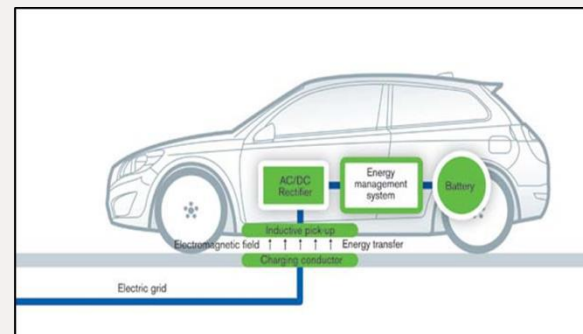 AC/DC
Rectifier
Energy
management
system
Battery
Inductive pick-up
Electromagnetic field
Energy transfer
Charging conductor
Electric grid